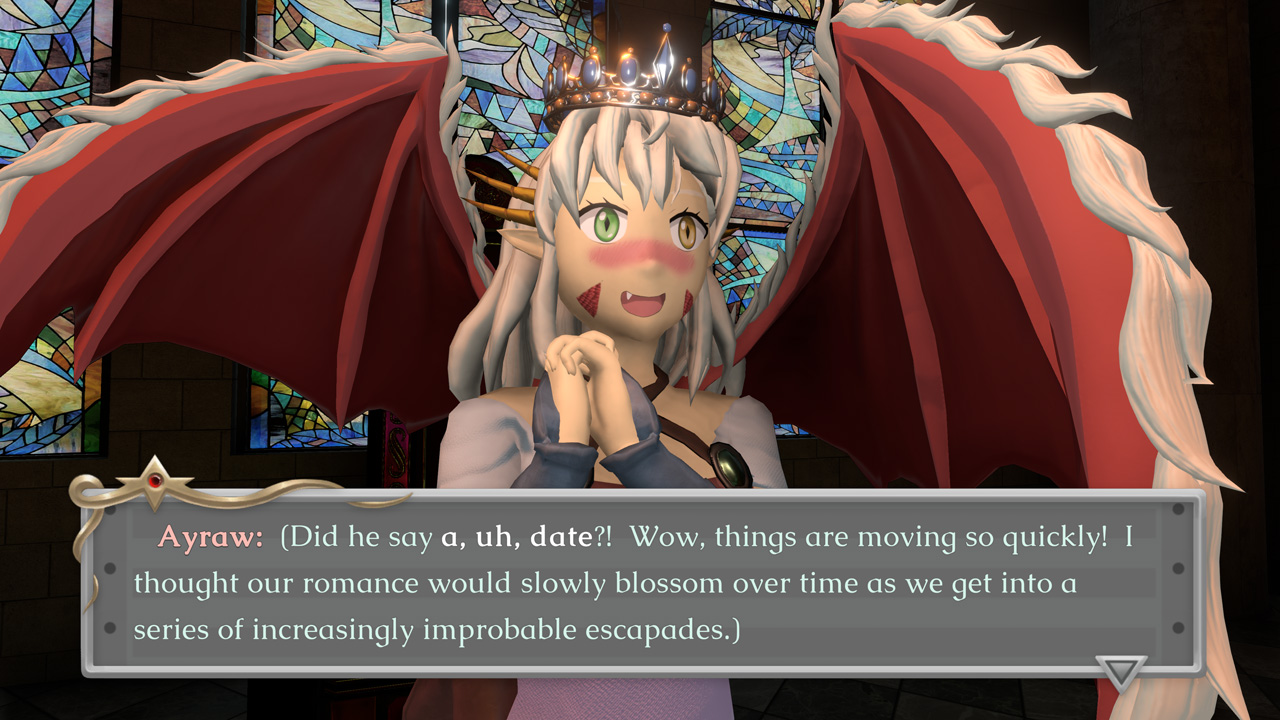 Ayraw: (Did he say a, uh, date?! Wow, things are moving so quickly! I
thought our romance would slowly blossom over time as we get into a
series of increasingly improbable escapades.)